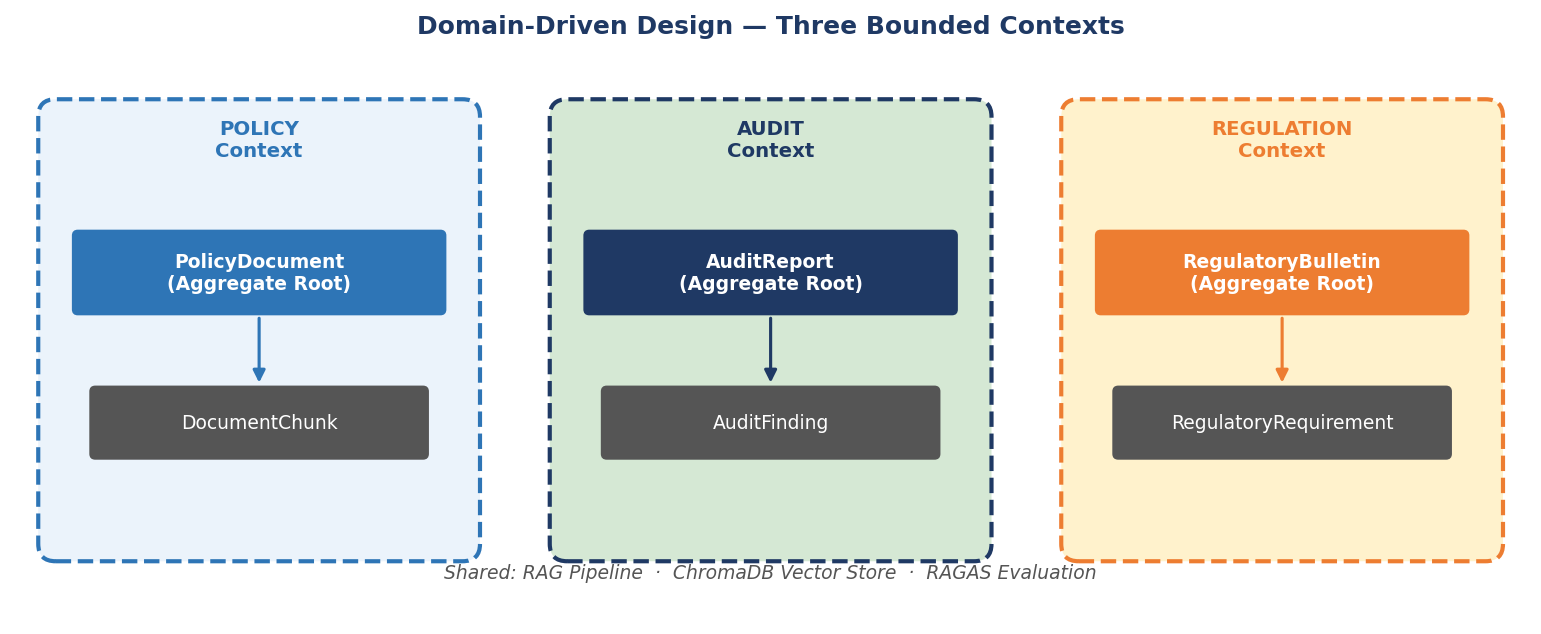 Domain-Driven Design — Three Bounded Contexts
POLICY
Context
AUDIT
Context
REGULATION
Context
PolicyDocument
(Aggregate Root)
AuditReport
(Aggregate Root)
RegulatoryBulletin
(Aggregate Root)
DocumentChunk
AuditFinding
RegulatoryRequirement
Shared: RAG Pipeline · ChromaDB Vector Store · RAGAS Evaluation